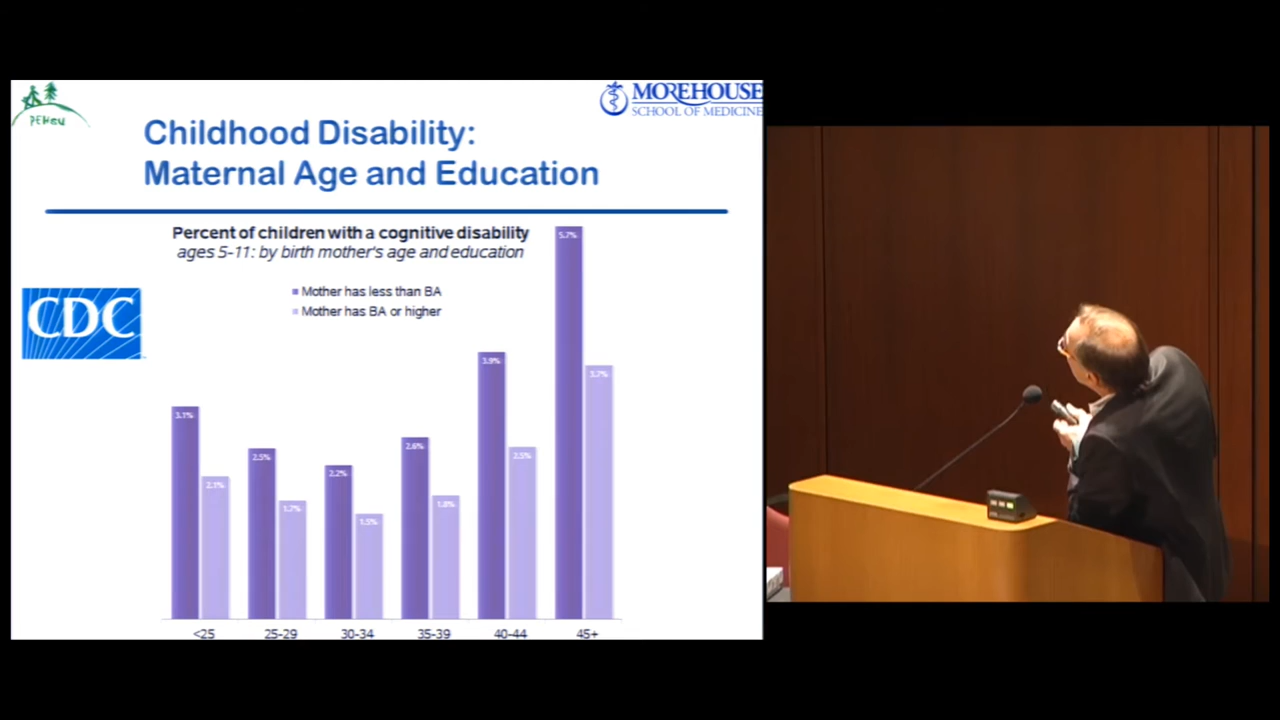 PEHSU
MOREHOUSE
SCHOOL OF MEDICINE
Childhood Disability:
Maternal Age and Education
Percent of children with a cognitive disability
ages 5-11: by birth mother's age and education
Mother has less than BA
Mother has BA or higher
CDC
3.1%
2.1%
2.5%
1.7%
2.2%
1.5%
2.6%
1.8%
3.9%
2.5%
5.7%
3.7%
<25
25-29
30-34
35-39
40-44
45+